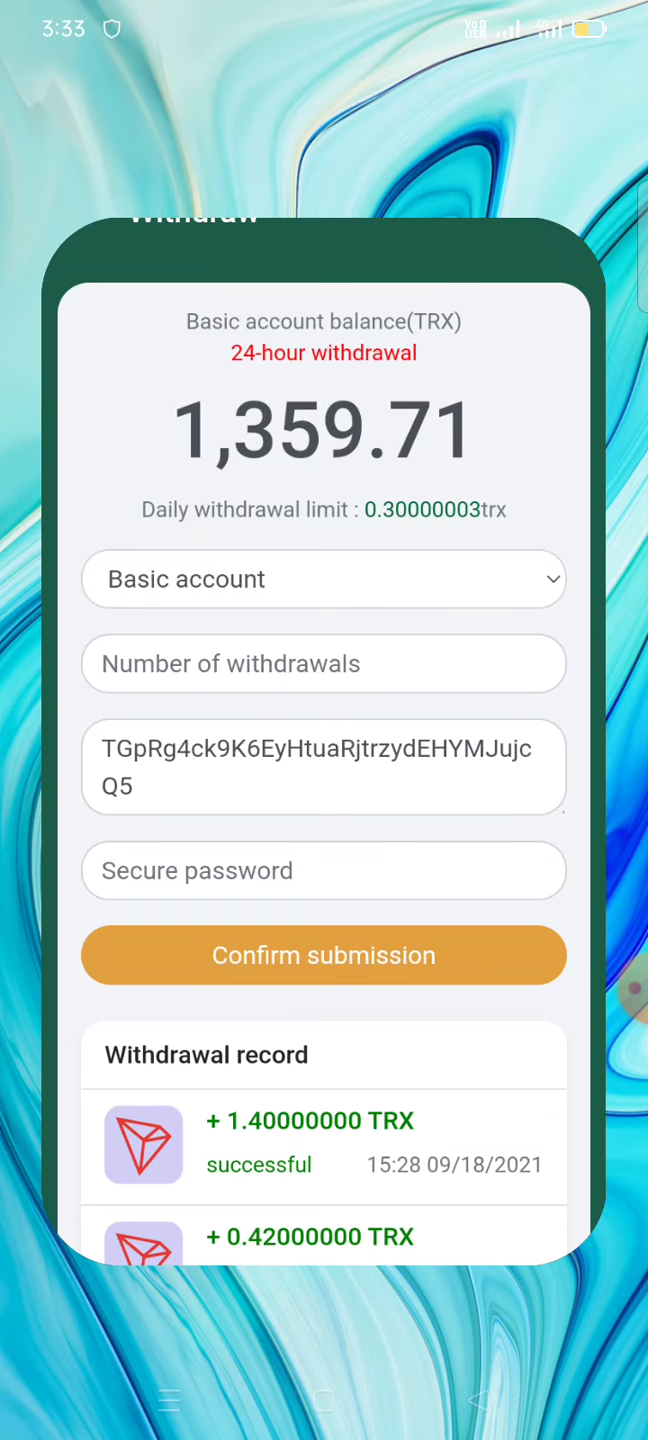 3:33
Withdraw
Basic account balance(TRX)
24-hour withdrawal
1,359.71
Daily withdrawal limit : 0.30000003trx
Basic account
Number of withdrawals
TGpRg4ck9K6EyHtuaRjtrzydEHYMJujc
Q5
Secure password
Confirm submission
Withdrawal record
+ 1.40000000 TRX
successful 15:28 09/18/2021
+ 0.42000000 TRX